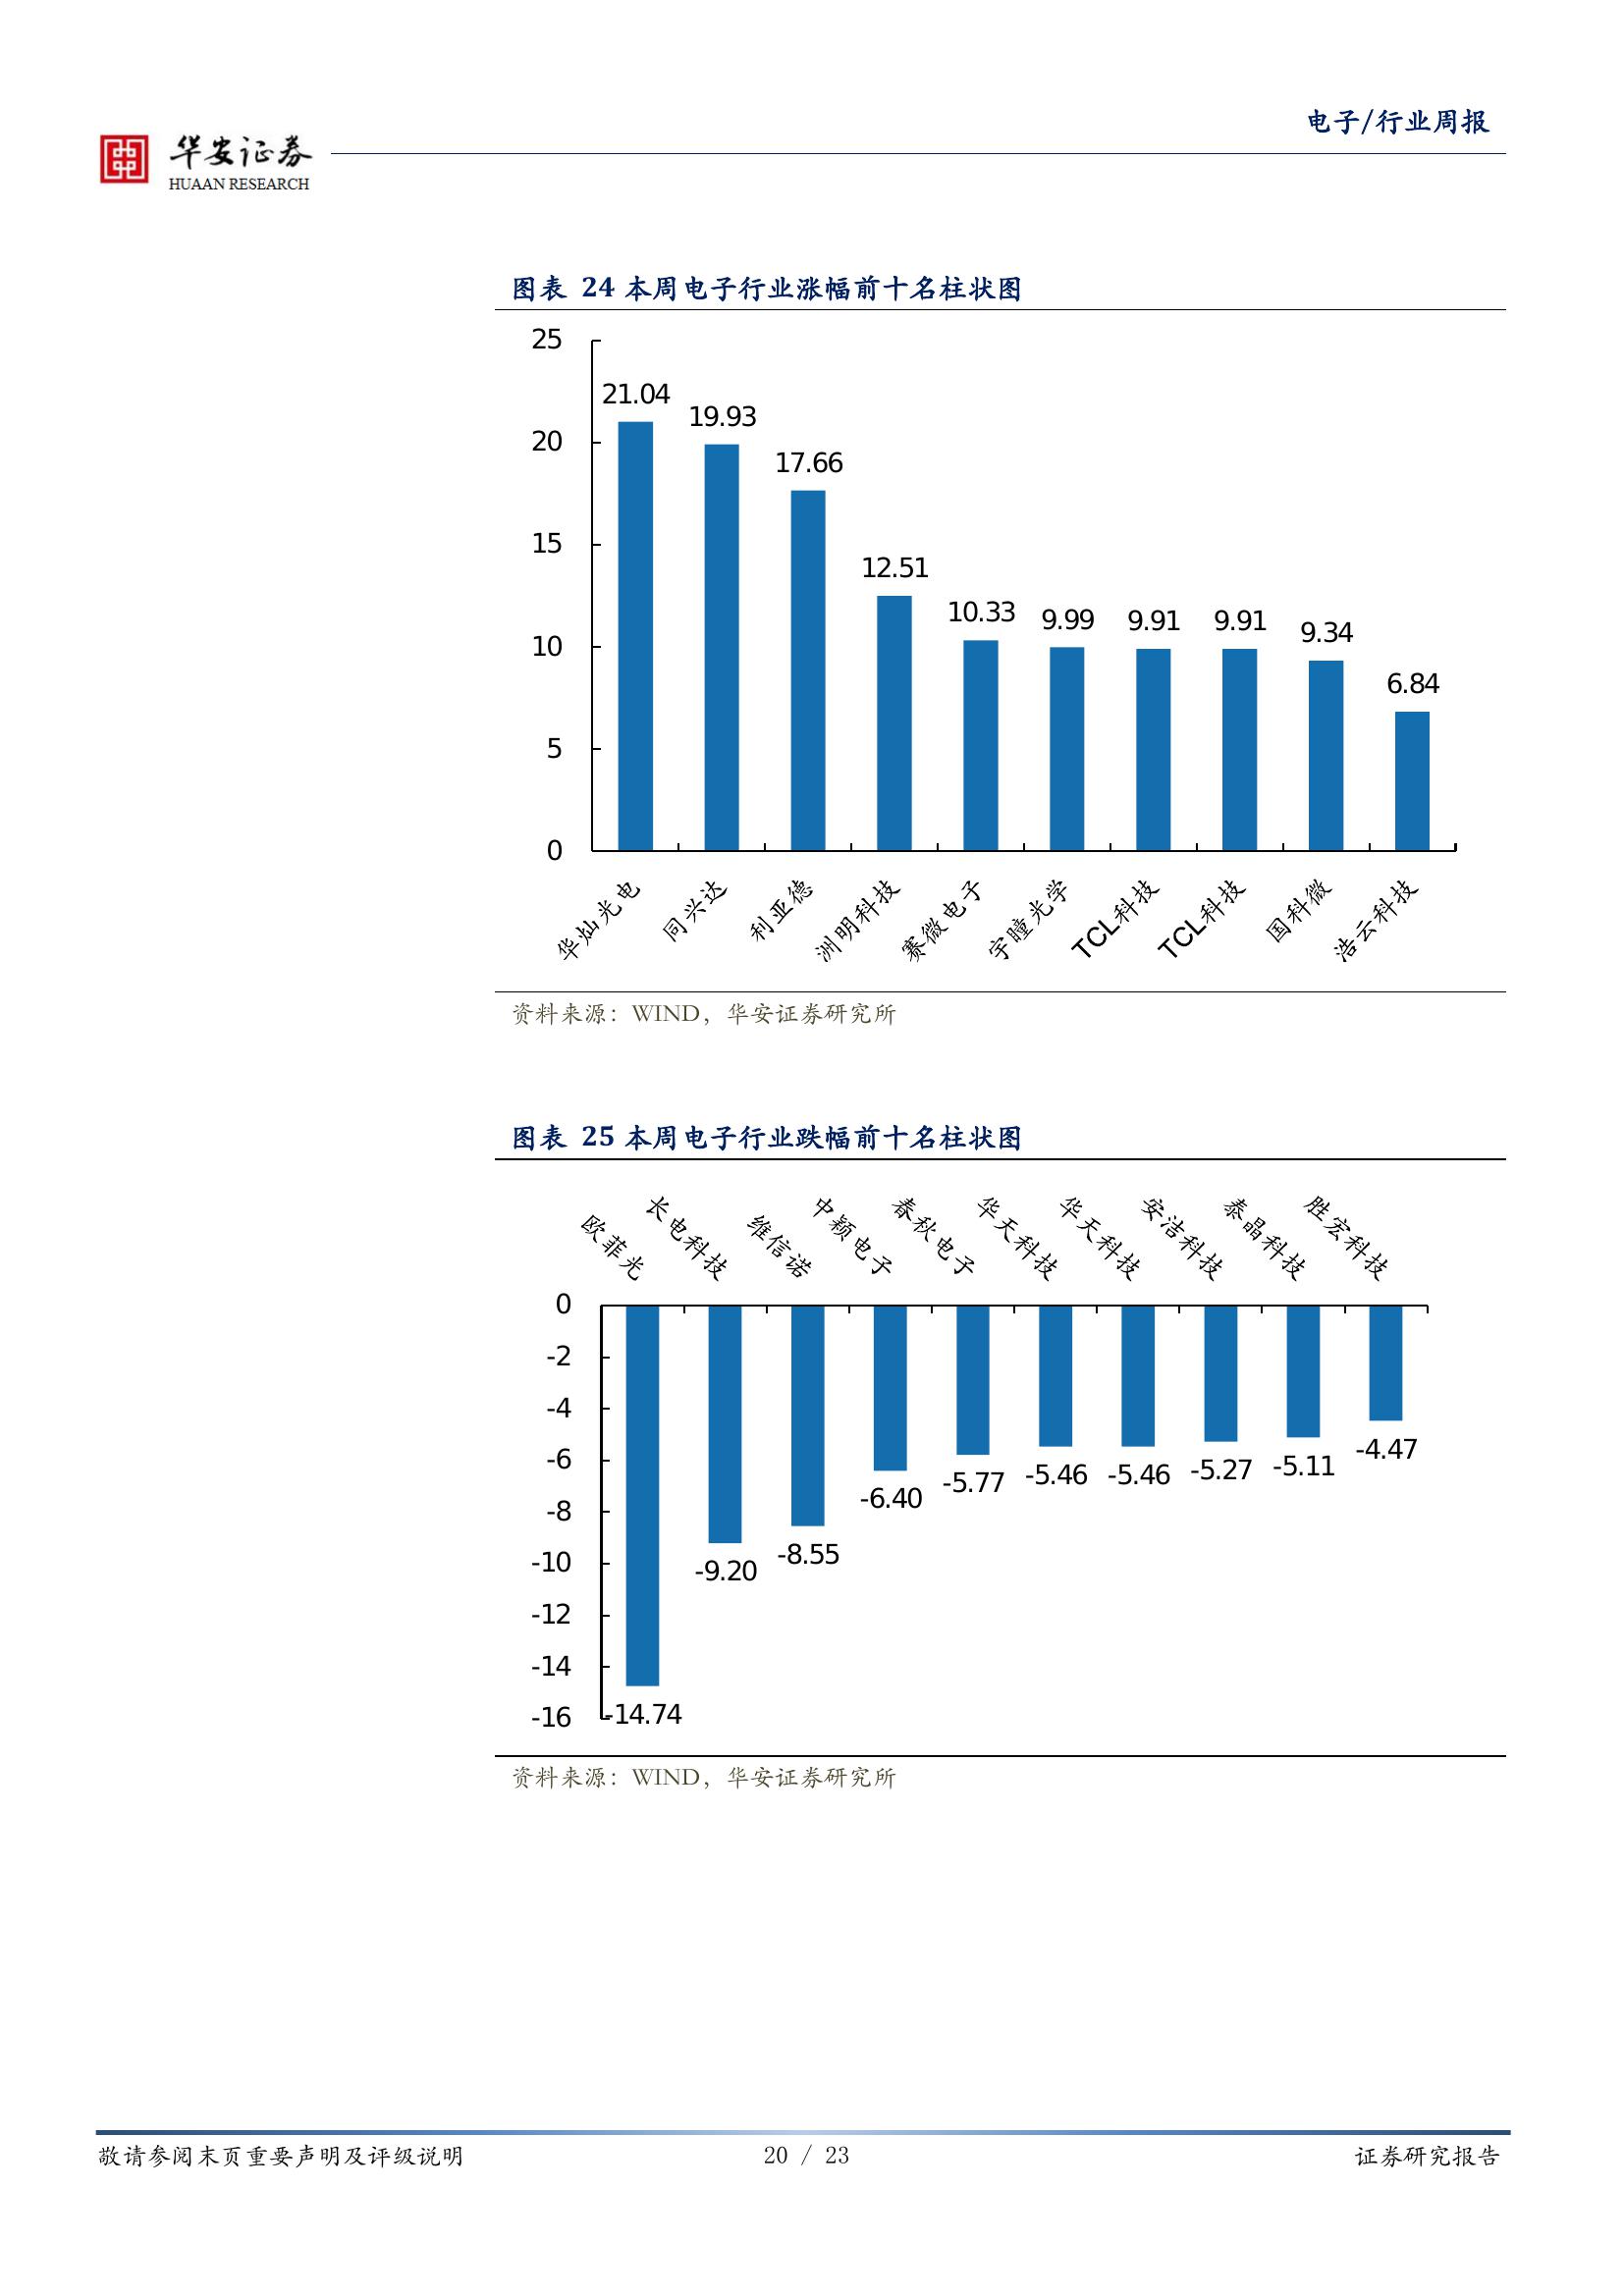 电子/行业周报
华安证券
HUAAN RESEARCH
图表 24 本周电子行业涨幅前十名柱状图
25
20
15
10
5
0
21.04
19.93
17.66
12.51
10.33
9.99
9.91
9.91
9.34
6.84
华灿光电
同兴达
利亚德
洲明科技
赛微电子
宇瞳光学
TCL科技
TCL科技
国科微
浩云科技
资料来源：WIND，华安证券研究所
图表 25 本周电子行业跌幅前十名柱状图
欧菲光
长电科技
维信诺
中颖电子
春秋电子
华天科技
华天科技
安洁科技
泰晶科技
胜宏科技
0
-2
-4
-6
-8
-10
-12
-14
-16
-14.74
-9.20
-8.55
-6.40
-5.77
-5.46
-5.46
-5.27
-5.11
-4.47
资料来源：WIND，华安证券研究所
敬请参阅末页重要声明及评级说明
20 / 23
证券研究报告